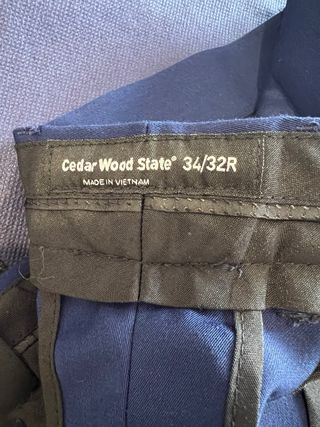 Cedar Wood State® 34/32R
MADE IN VIETNAM